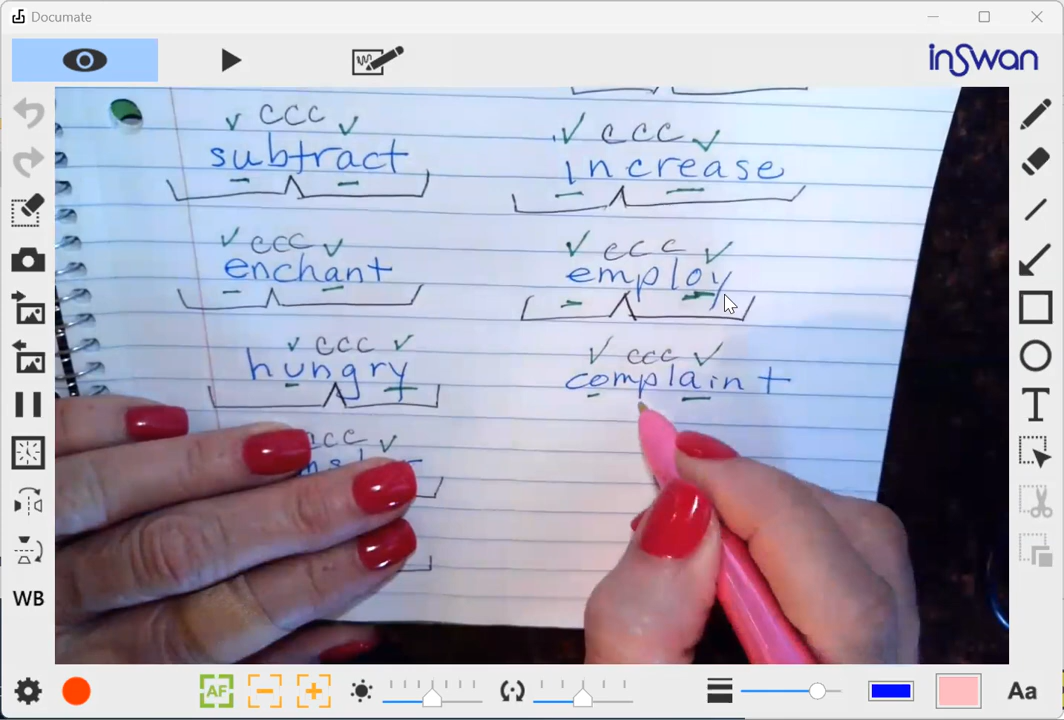 Documate
inSwan
✓ ccc ✓
subtract
✓ ccc ✓
increase
✓ ccc ✓
enchant
✓ ccc ✓
employ
✓ ccc ✓
hungry
✓ ccc ✓
complaint
ccc ✓
T
WB
AF
Aa